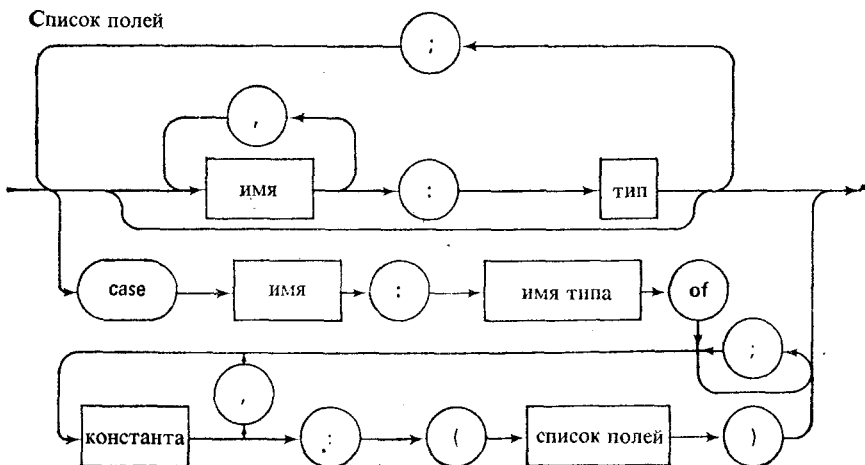 Список полей
;
,
имя : тип
case имя : имя типа of
;
,
константа : ( список полей )